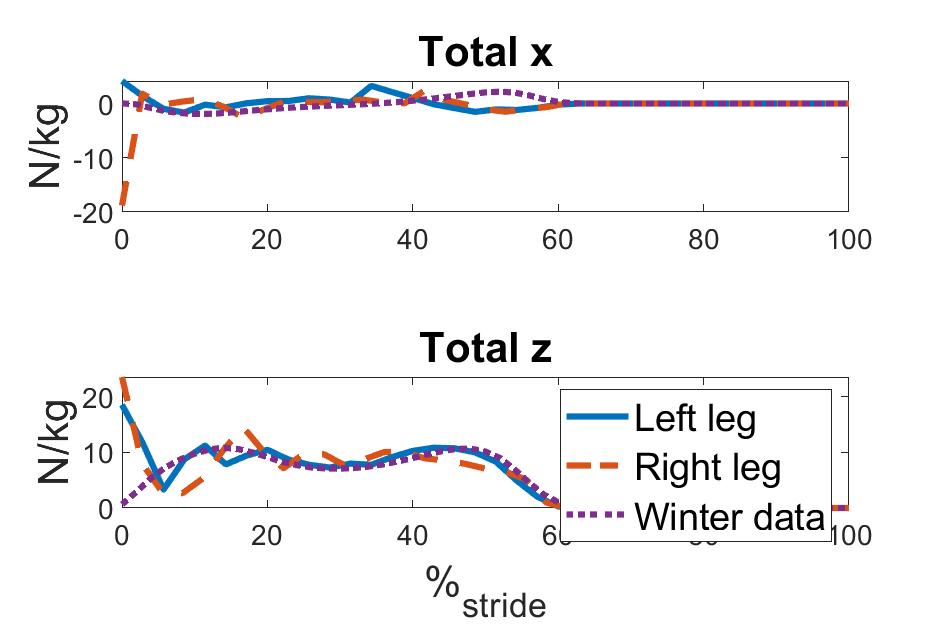 Total x
N/kg
0
-10
-20
0 20 40 60 80 100
Total z
N/kg
20
10
0
Left leg
Right leg
Winter data
0 20 40 60 80 100
%stride